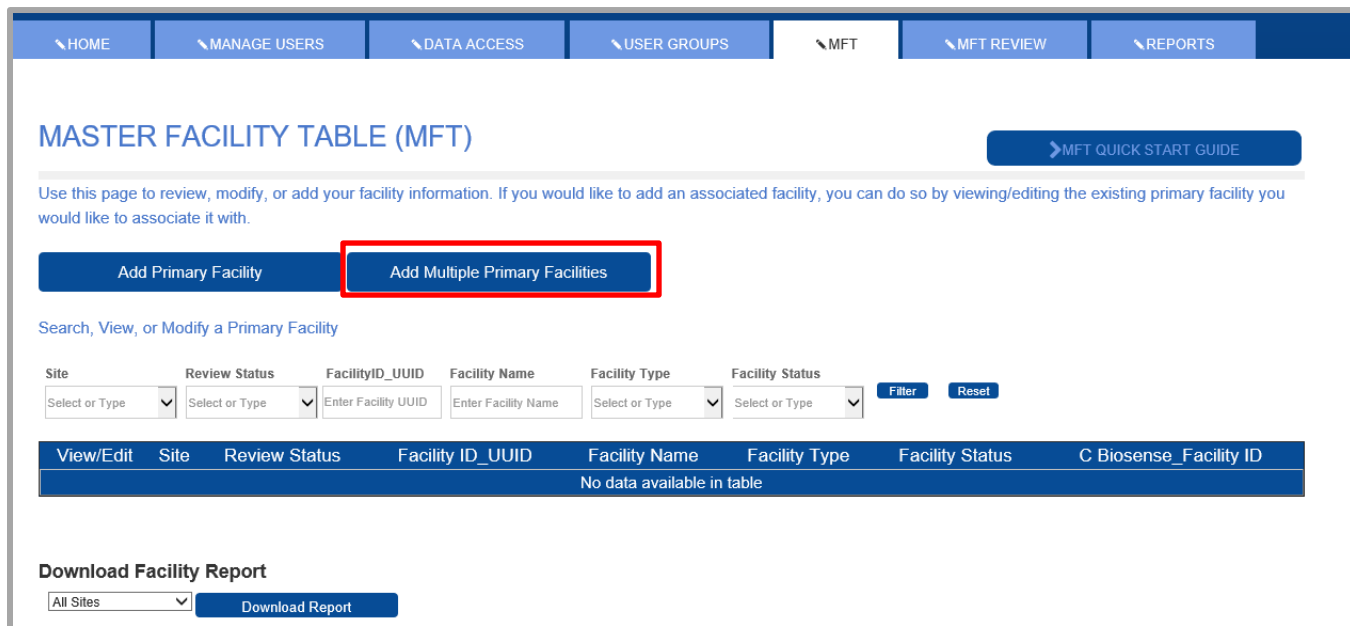 HOME MANAGE USERS DATA ACCESS USER GROUPS MFT MFT REVIEW REPORTS
MASTER FACILITY TABLE (MFT)
MFT QUICK START GUIDE
Use this page to review, modify, or add your facility information. If you would like to add an associated facility, you can do so by viewing/editing the existing primary facility you
would like to associate it with.
Add Primary Facility Add Multiple Primary Facilities
Search, View, or Modify a Primary Facility
Site Review Status FacilityID_UUID Facility Name Facility Type Facility Status
Select or Type Select or Type Enter Facility UUID Enter Facility Name Select or Type Select or Type Filter Reset
View/Edit Site Review Status Facility ID_UUID Facility Name Facility Type Facility Status C Biosense_Facility ID
No data available in table
Download Facility Report
All Sites Download Report